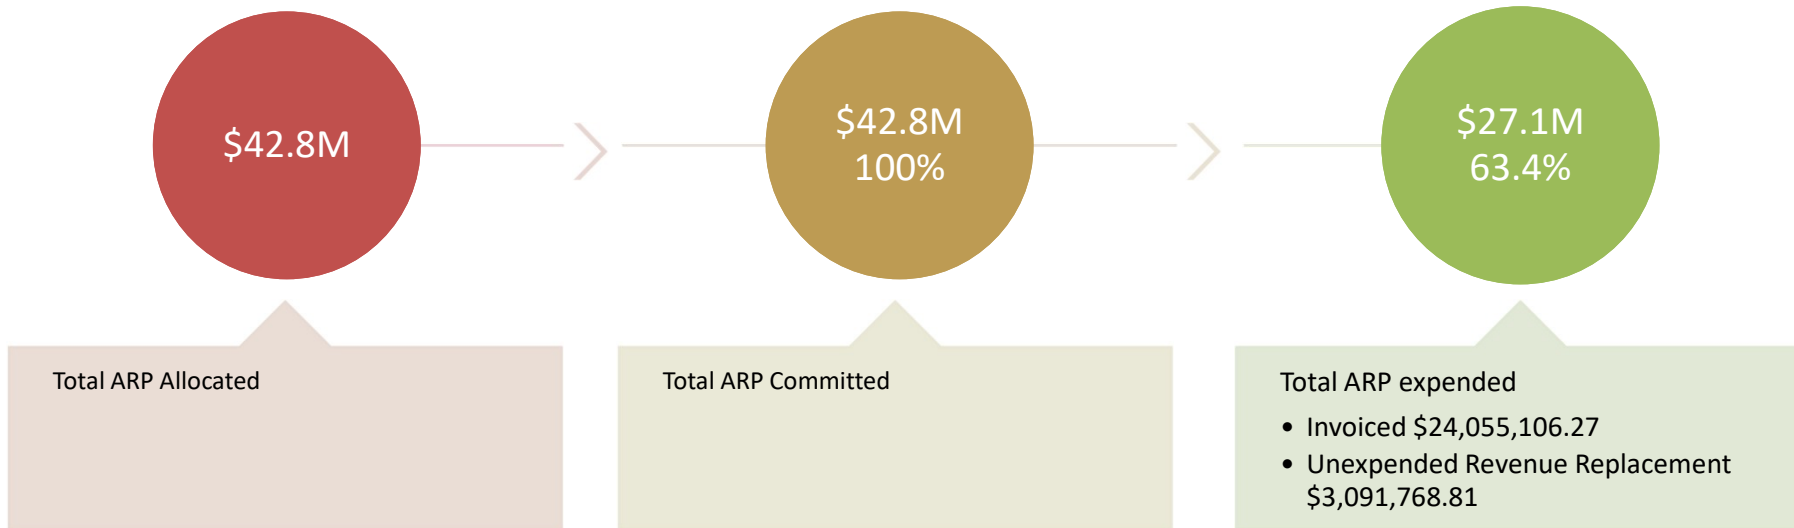 $42.8M
$42.8M
100%
$27.1M
63.4%
Total ARP Allocated
Total ARP Committed
Total ARP expended
• Invoiced $24,055,106.27
• Unexpended Revenue Replacement
$3,091,768.81